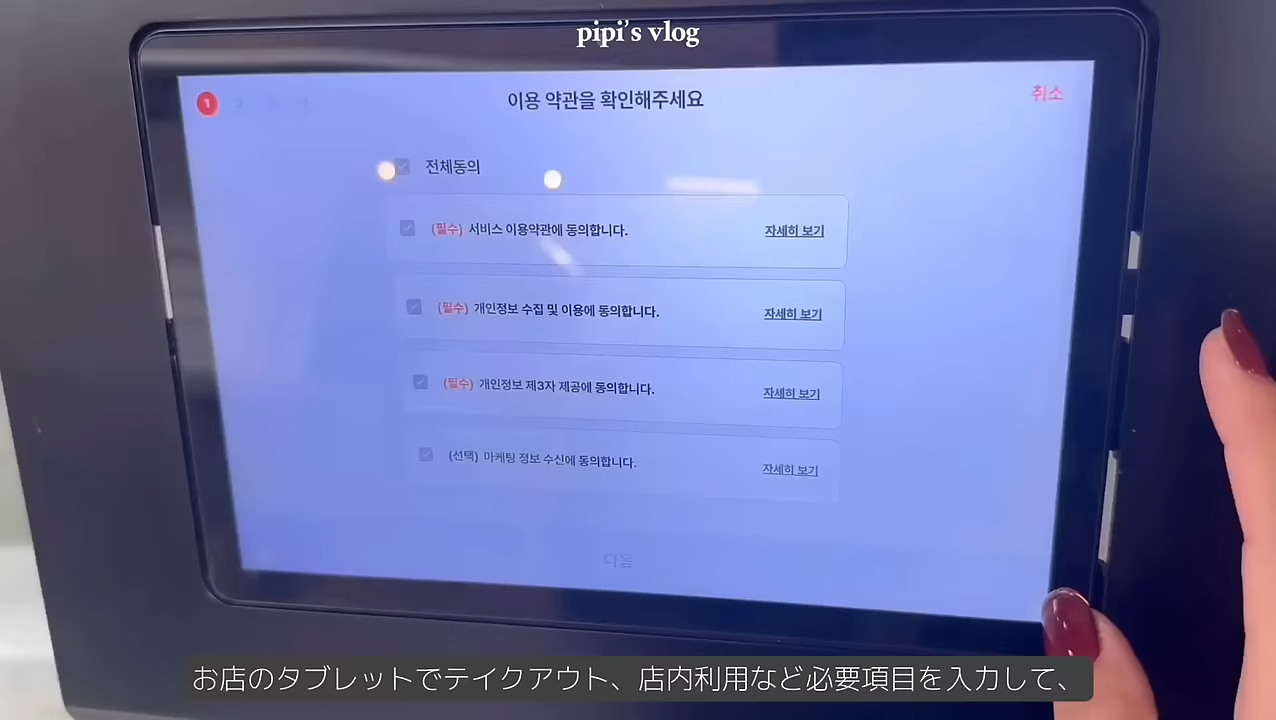 pipi's vlog
1 2
이용 약관을 확인해주세요
취소
전체동의
(필수) 서비스 이용약관에 동의합니다.
자세히 보기
(필수) 개인정보 수집 및 이용에 동의합니다.
자세히 보기
(필수) 개인정보 제3자 제공에 동의합니다.
자세히 보기
(선택) 마케팅 정보 수신에 동의합니다.
자세히 보기
다음
お店のタブレットでテイクアウト、店内利用など必要項目を入力して、